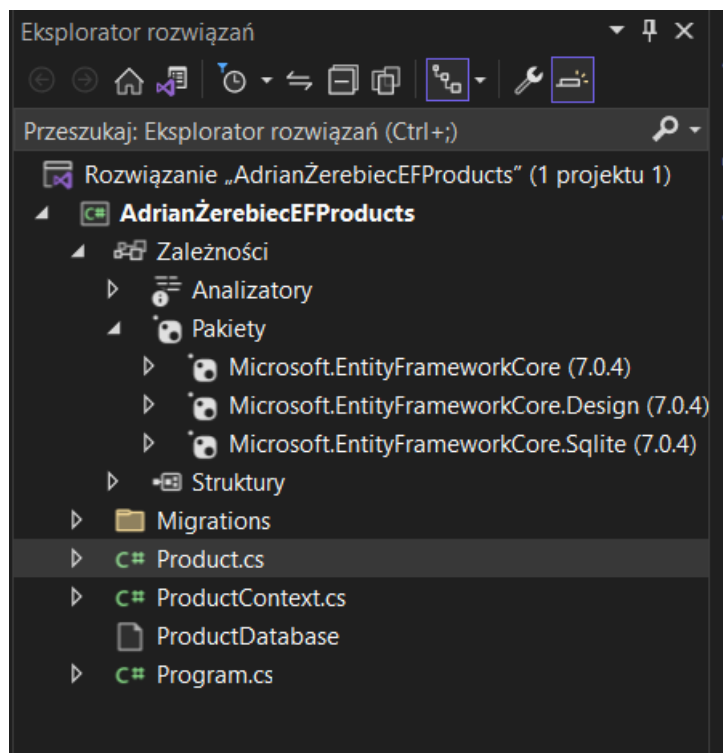 Eksplorator rozwiązań
Przeszukaj: Eksplorator rozwiązań (Ctrl+;)
Rozwiązanie „AdrianŻerebiecEFProducts” (1 projektu 1)
C# AdrianŻerebiecEFProducts
Zależności
Analizatory
Pakiety
Microsoft.EntityFrameworkCore (7.0.4)
Microsoft.EntityFrameworkCore.Design (7.0.4)
Microsoft.EntityFrameworkCore.Sqlite (7.0.4)
Struktury
Migrations
C# Product.cs
C# ProductContext.cs
ProductDatabase
C# Program.cs